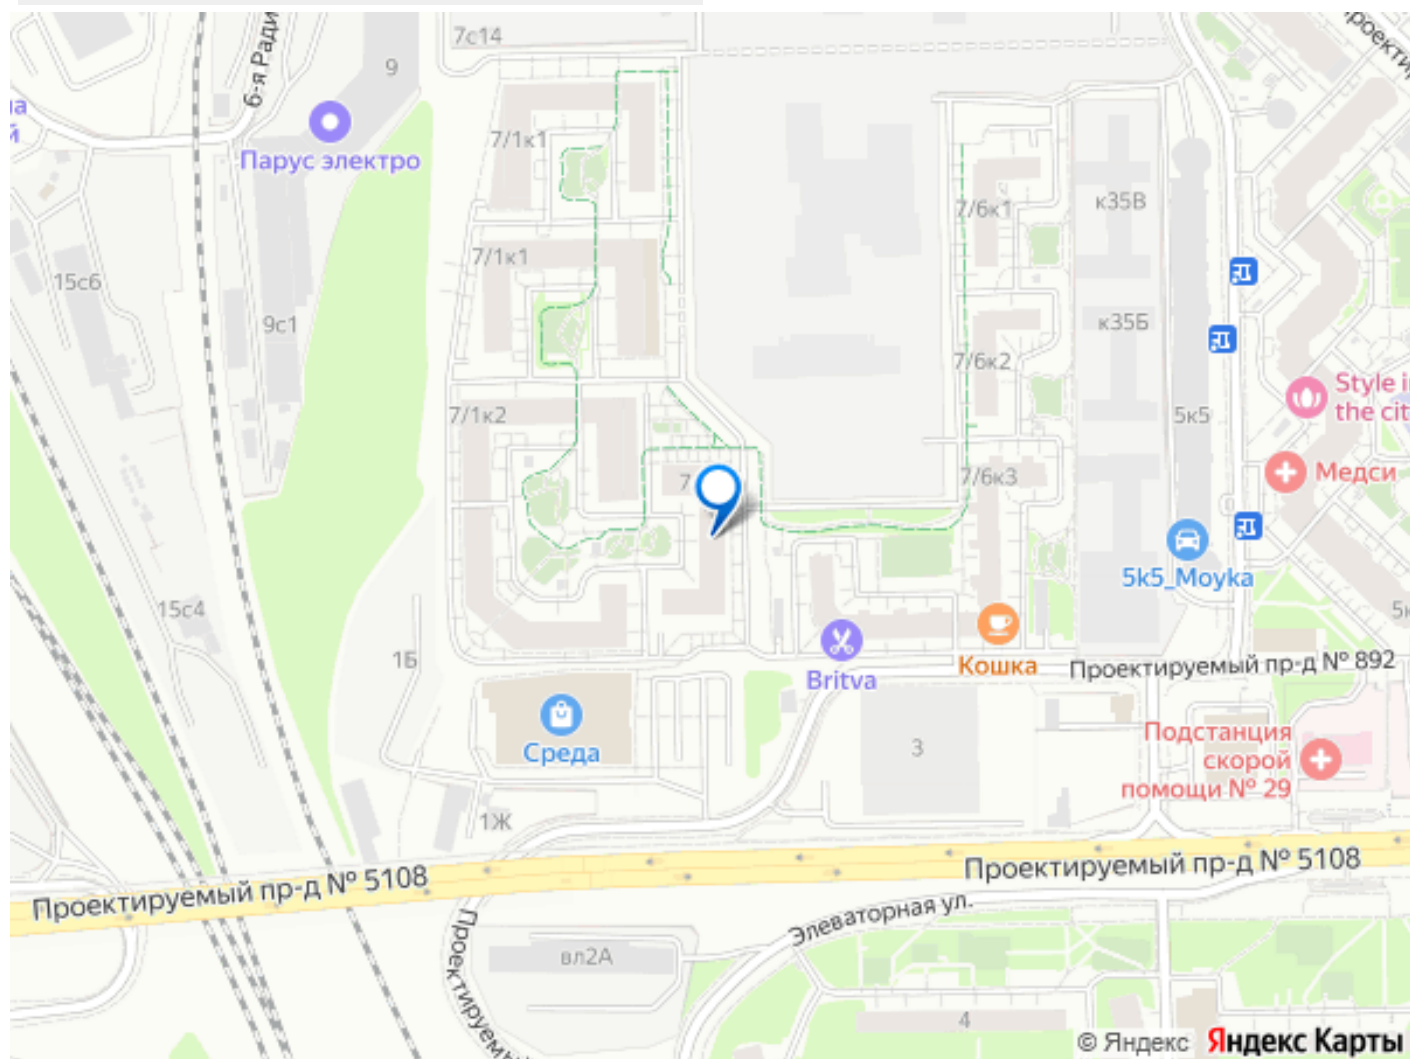 7с14
6-я Ради
9
Парус электро
7/1к1
7/6к1
к35В
15с6
7/1к1
9с1
к35Б
7/6к2
Style i
the cit
7/1к2
5к5
7
7/6к3
Медси
5k5_Moyka
15с4
1Б
Britva
Кошка
Проектируемый пр-д № 892
Среда
3
Подстанция
скорой
помощи № 29
1Ж
Проектируемый пр-д № 5108
Проектируемый пр-д № 5108
Элеваторная ул.
Проектируемый
вл2А
4
© Яндекс Яндекс Карты